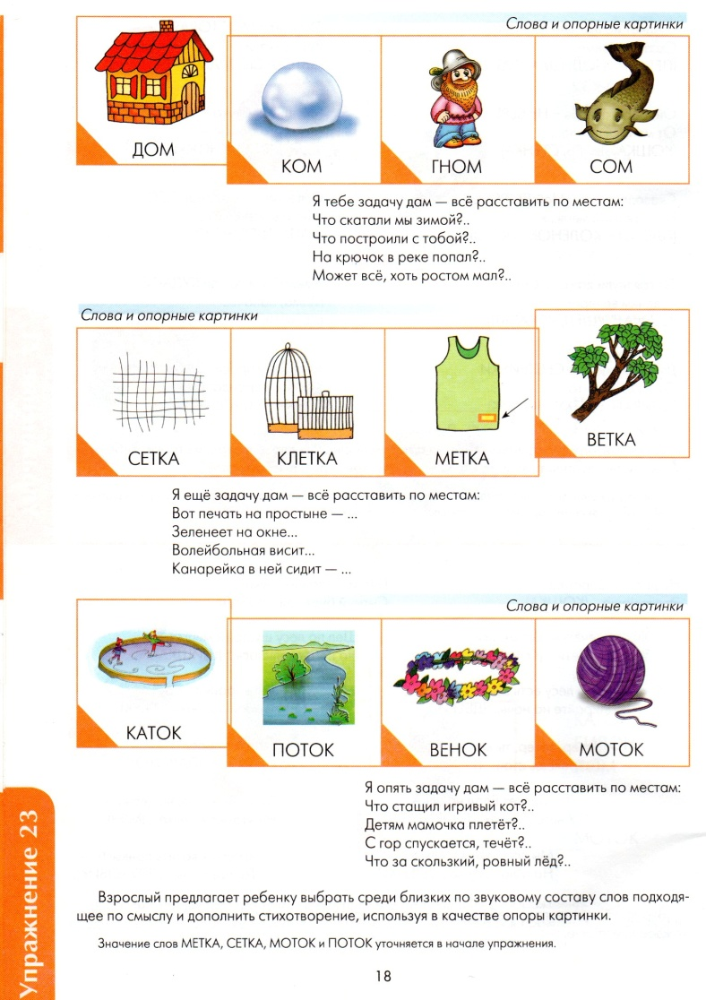 Слова и опорные картинки
ДОМ
КОМ
ГНОМ
СОМ
Я тебе задачу дам — всё расставить по местам:
Что скатали мы зимой?..
Что построили с тобой?..
На крючок в реке попал?..
Может всё, хоть ростом мал?..
Слова и опорные картинки
СЕТКА
КЛЕТКА
МЕТКА
ВЕТКА
Я ещё задачу дам — всё расставить по местам:
Вот печать на простыне — ...
Зеленеет на окне...
Волейбольная висит...
Канарейка в ней сидит — ...
Слова и опорные картинки
КАТОК
ПОТОК
ВЕНОК
МОТОК
Я опять задачу дам — всё расставить по местам:
Что стащил игривый кот?..
Детям мамочка плетёт?..
С гор спускается, течёт?..
Что за скользкий, ровный лёд?..
Упражнение 23
Взрослый предлагает ребенку выбрать среди близких по звуковому составу слов подходя-
щее по смыслу и дополнить стихотворение, используя в качестве опоры картинки.
Значение слов МЕТКА, СЕТКА, МОТОК и ПОТОК уточняется в начале упражнения.
18